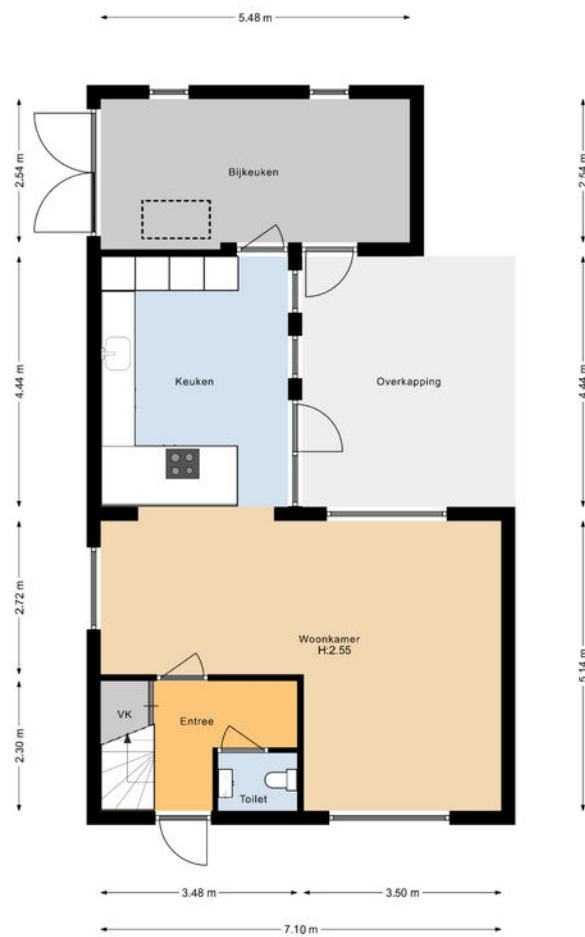 5.48 m
2.54 m
2.54 m
Bijkeuken
4.44 m
4.44 m
Keuken
Overkapping
2.72 m
5.14 m
Woonkamer
H:2.55
2.30 m
VK
Entree
Toilet
3.48 m
3.50 m
7.10 m